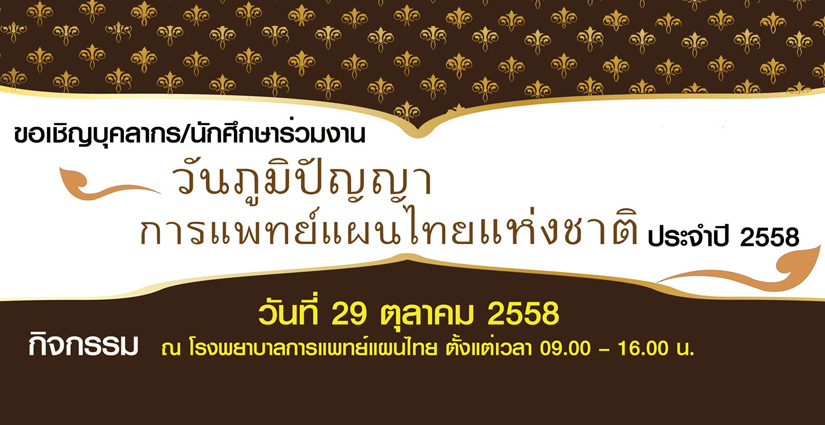 ขอเชิญบุคลากร/นักศึกษาร่วมงาน
วันภูมิปัญญา
การแพทย์แผนไทยแห่งชาติ ประจำปี 2558
วันที่ 29 ตุลาคม 2558
กิจกรรม ณ โรงพยาบาลการแพทย์แผนไทย ตั้งแต่เวลา 09.00 – 16.00 น.